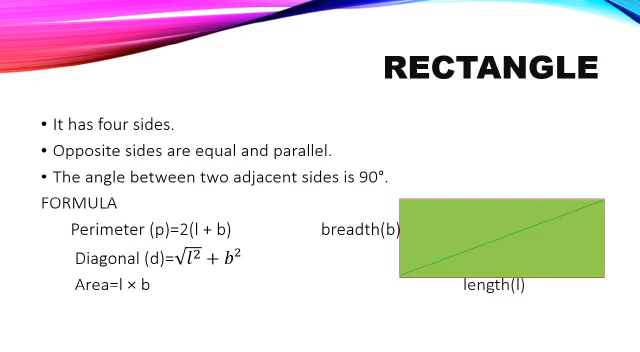 RECTANGLE
• It has four sides.
• Opposite sides are equal and parallel.
• The angle between two adjacent sides is 90°.
FORMULA
Perimeter (p)=2(l + b)
breadth(b)
Diagonal (d)=√l² + b²
Area=l × b
length(l)